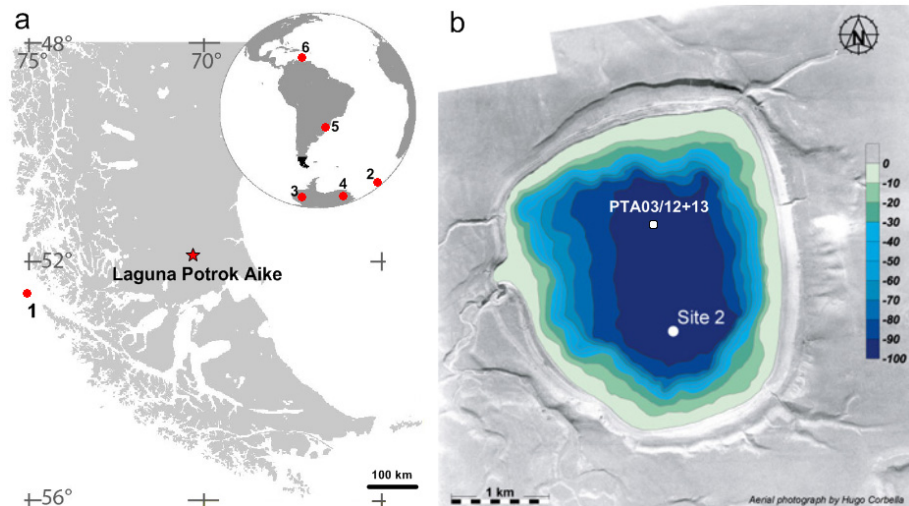 a
48°
75°
70°
6
5
2
3
4
52°
Laguna Potrok Aike
1
100 km
56°
b
N
PTA03/12+13
Site 2
0
-10
-20
-30
-40
-50
-60
-70
-80
-90
-100
1 km
Aerial photograph by Hugo Corbella